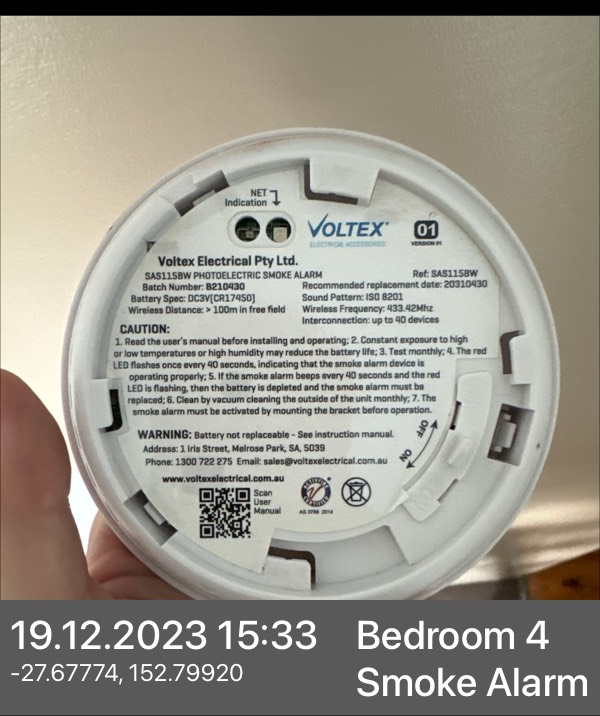 NET
Indication
VOLTEX
ELECTRICAL ACCESSORIES
01
VERSION 01
Voltex Electrical Pty Ltd.
SAS115BW PHOTOELECTRIC SMOKE ALARM
Ref: SAS115BW
Batch Number: B210430
Recommended replacement date: 20310430
Battery Spec: DC3V[CR17450]
Sound Pattern: ISO 8201
Wireless Distance: > 100m in free field
Wireless Frequency: 433.42Mhz
Interconnection: up to 40 devices
CAUTION:
1. Read the user's manual before installing and operating; 2. Constant exposure to high
or low temperatures or high humidity may reduce the battery life; 3. Test monthly; 4. The red
LED flashes once every 40 seconds, indicating that the smoke alarm device is
operating properly; 5. If the smoke alarm beeps every 40 seconds and the red
LED is flashing, then the battery is depleted and the smoke alarm must be
replaced; 6. Clean by vacuum cleaning the outside of the unit monthly; 7. The
smoke alarm must be activated by mounting the bracket before operation.
OFF
ON
WARNING: Battery not replaceable - See instruction manual.
Address: 1 Iris Street, Melrose Park, SA, 5039
Phone: 1300 722 275 Email: sales@voltexelectrical.com.au
www.voltexelectrical.com.au
Scan
User
Manual
AS 3786 2014
19.12.2023 15:33
-27.67774, 152.79920
Bedroom 4
Smoke Alarm